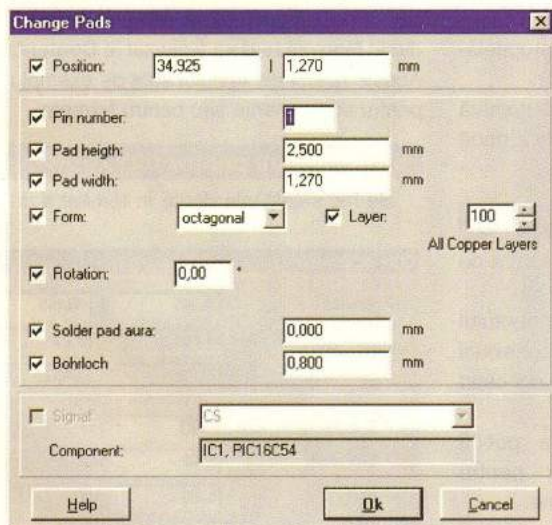 Change Pads
Position: 34,925 | 1,270 mm
Pin number: 1
Pad heigth: 2,500 mm
Pad width: 1,270 mm
Form: octagonal Layer: 100
All Copper Layers
Rotation: 0,00 °
Solder pad aura: 0,000 mm
Bohrloch 0,800 mm
Signal CS
Component: IC1, PIC16C54
Help Ok Cancel